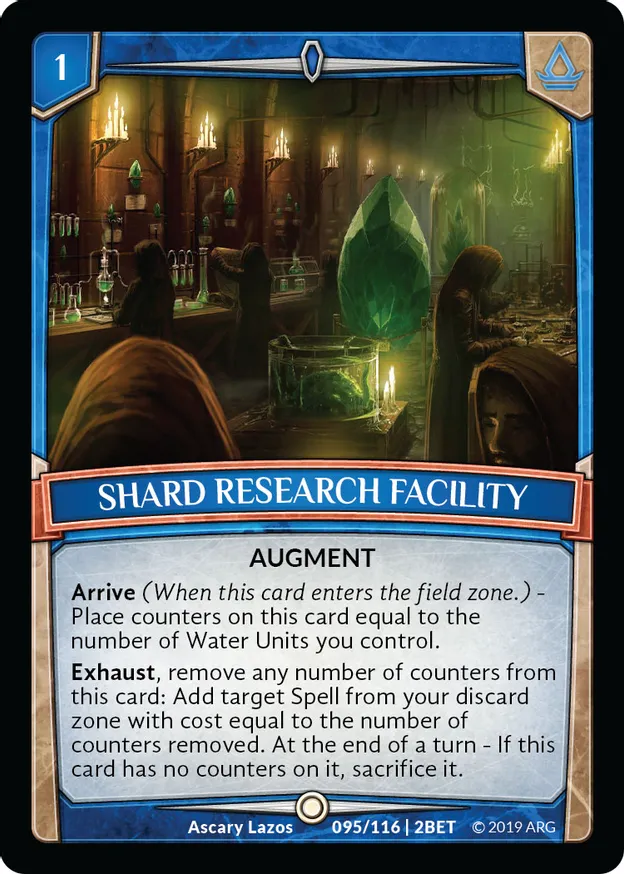 1
SHARD RESEARCH FACILITY
AUGMENT
Arrive (When this card enters the field zone.) -
Place counters on this card equal to the
number of Water Units you control.
Exhaust, remove any number of counters from
this card: Add target Spell from your discard
zone with cost equal to the number of
counters removed. At the end of a turn - If this
card has no counters on it, sacrifice it.
Ascary Lazos 095/116 | 2BET © 2019 ARG